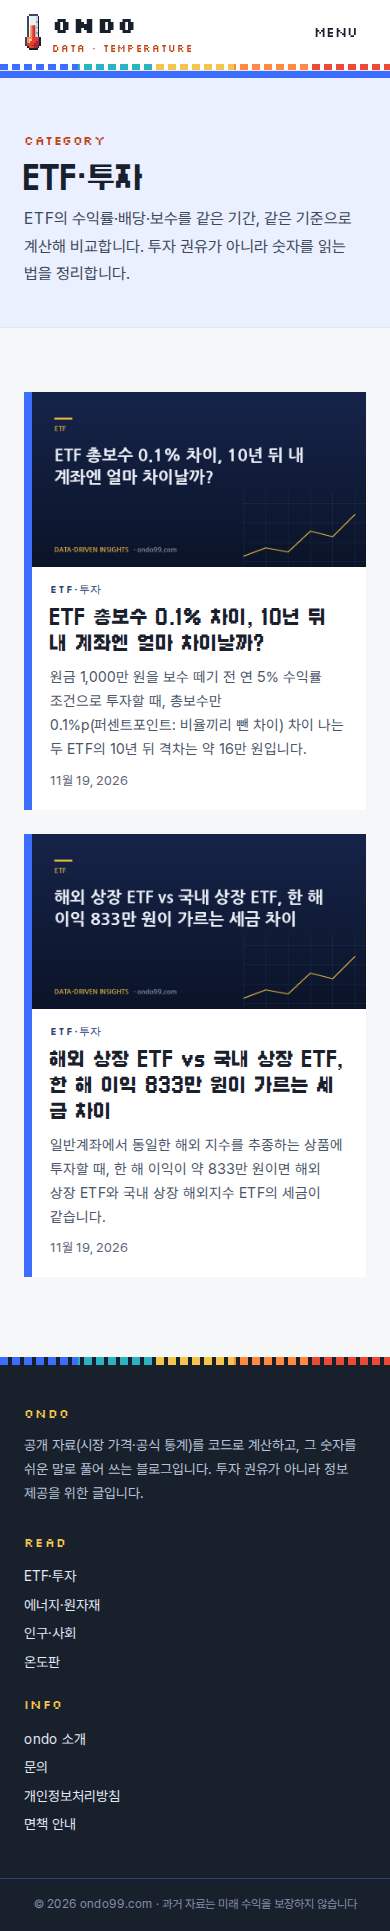 ONDO
DATA · TEMPERATURE
MENU
CATEGORY
ETF·투자
ETF의 수익률·배당·보수를 같은 기간, 같은 기준으로
계산해 비교합니다. 투자 권유가 아니라 숫자를 읽는
법을 정리합니다.
ETF
ETF 총보수 0.1% 차이, 10년 뒤 내
계좌엔 얼마 차이날까?
DATA-DRIVEN INSIGHTS · ondo99.com
ETF·투자
ETF 총보수 0.1% 차이, 10년 뒤
내 계좌엔 얼마 차이날까?
원금 1,000만 원을 보수 떼기 전 연 5% 수익률
조건으로 투자할 때, 총보수만
0.1%p(퍼센트포인트: 비율끼리 뺀 차이) 차이 나는
두 ETF의 10년 뒤 격차는 약 16만 원입니다.
11월 19, 2026
ETF
해외 상장 ETF vs 국내 상장 ETF, 한 해
이익 833만 원이 가르는 세금 차이
DATA-DRIVEN INSIGHTS · ondo99.com
ETF·투자
해외 상장 ETF vs 국내 상장 ETF,
한 해 이익 833만 원이 가르는 세
금 차이
일반계좌에서 동일한 해외 지수를 추종하는 상품에
투자할 때, 한 해 이익이 약 833만 원이면 해외
상장 ETF와 국내 상장 해외지수 ETF의 세금이
같습니다.
11월 19, 2026
ONDO
공개 자료(시장 가격·공식 통계)를 코드로 계산하고, 그 숫자를
쉬운 말로 풀어 쓰는 블로그입니다. 투자 권유가 아니라 정보
제공을 위한 글입니다.
READ
ETF·투자
에너지·원자재
인구·사회
온도판
INFO
ondo 소개
문의
개인정보처리방침
면책 안내
© 2026 ondo99.com · 과거 자료는 미래 수익을 보장하지 않습니다